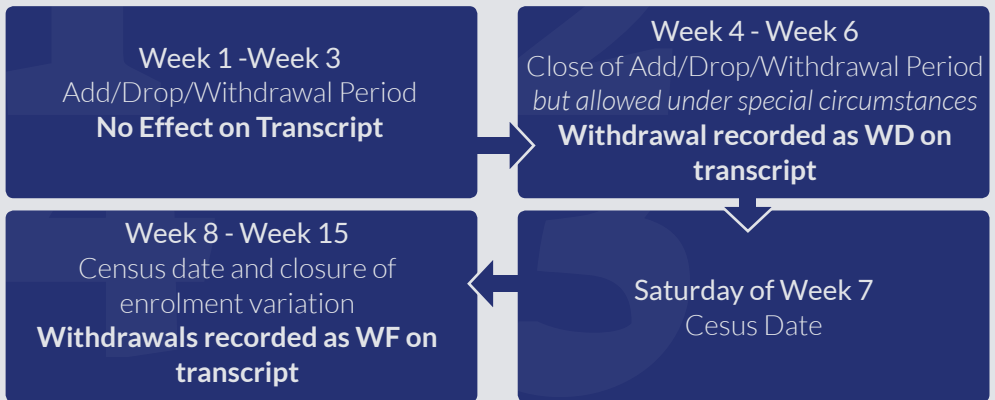 Week 1 -Week 3
Add/Drop/Withdrawal Period
No Effect on Transcript
Week 4 - Week 6
Close of Add/Drop/Withdrawal Period
but allowed under special circumstances
Withdrawal recorded as WD on
transcript
Saturday of Week 7
Cesus Date
Week 8 - Week 15
Census date and closure of
enrolment variation
Withdrawals recorded as WF on
transcript